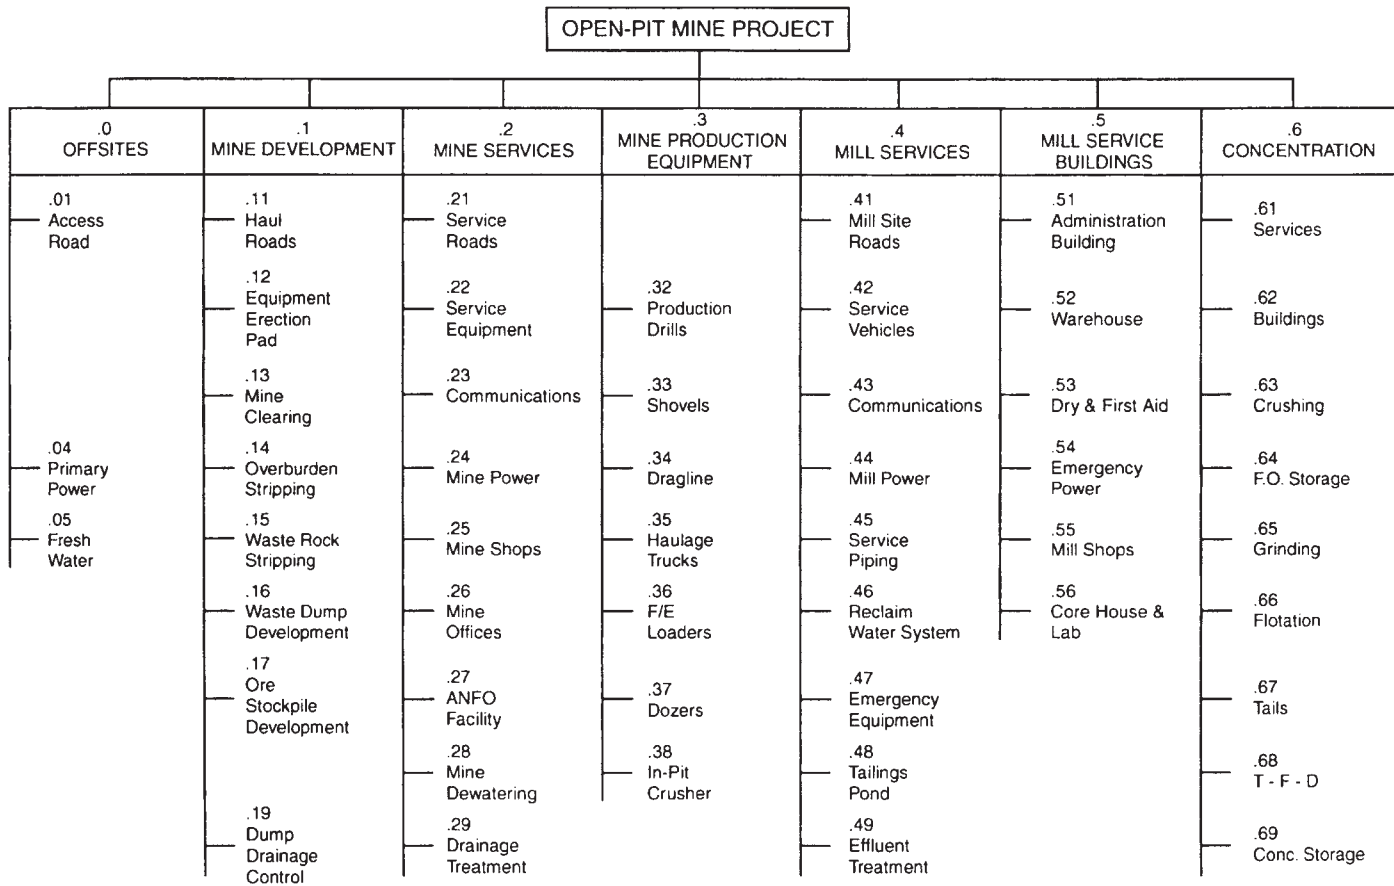 OPEN-PIT MINE PROJECT
.0
OFFSITES
.01
Access
Road
.04
Primary
Power
.05
Fresh
Water
.1
MINE DEVELOPMENT
.11
Haul
Roads
.12
Equipment
Erection
Pad
.13
Mine
Clearing
.14
Overburden
Stripping
.15
Waste Rock
Stripping
.16
Waste Dump
Development
.17
Ore
Stockpile
Development
.19
Dump
Drainage
Control
.2
MINE SERVICES
.21
Service
Roads
.22
Service
Equipment
.23
Communications
.24
Mine Power
.25
Mine Shops
.26
Mine
Offices
.27
ANFO
Facility
.28
Mine
Dewatering
.29
Drainage
Treatment
.3
MINE PRODUCTION
EQUIPMENT
.32
Production
Drills
.33
Shovels
.34
Dragline
.35
Haulage
Trucks
.36
F/E
Loaders
.37
Dozers
.38
In-Pit
Crusher
.4
MILL SERVICES
.41
Mill Site
Roads
.42
Service
Vehicles
.43
Communications
.44
Mill Power
.45
Service
Piping
.46
Reclaim
Water System
.47
Emergency
Equipment
.48
Tailings
Pond
.49
Effluent
Treatment
.5
MILL SERVICE
BUILDINGS
.51
Administration
Building
.52
Warehouse
.53
Dry & First Aid
.54
Emergency
Power
.55
Mill Shops
.56
Core House &
Lab
.6
CONCENTRATION
.61
Services
.62
Buildings
.63
Crushing
.64
F.O. Storage
.65
Grinding
.66
Flotation
.67
Tails
.68
T - F - D
.69
Conc. Storage